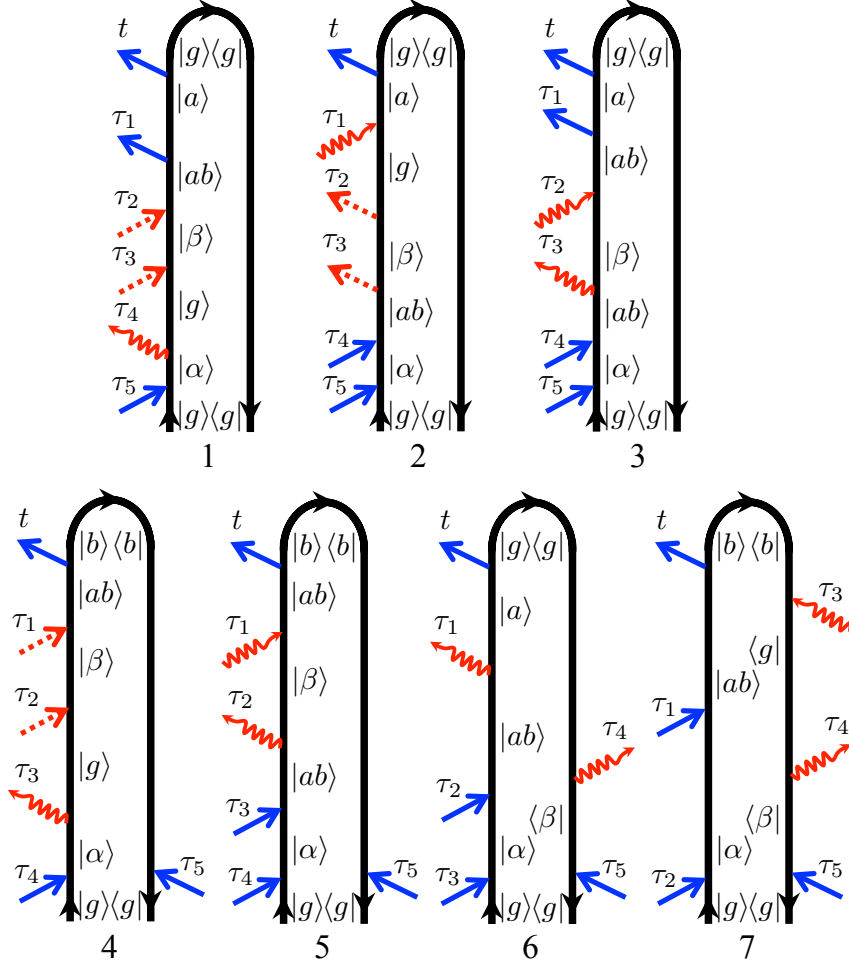 t t t
|g⟩⟨g| |g⟩⟨g| |g⟩⟨g|
|a⟩ |a⟩ |a⟩
τ1 τ1 τ1
|ab⟩ |g⟩ |ab⟩
τ2 τ2 τ2
|β⟩ |β⟩ |β⟩
τ3 τ3 τ3
|g⟩ |ab⟩ |ab⟩
τ4 τ4 τ4
|α⟩ |α⟩ |α⟩
τ5 τ5 τ5
|g⟩⟨g| |g⟩⟨g| |g⟩⟨g|
1 2 3
t t t t
|b⟩⟨b| |b⟩⟨b| |g⟩⟨g| |b⟩⟨b|
|ab⟩ |ab⟩ |a⟩ τ3
τ1 τ1 τ1 ⟨g|
|β⟩ |β⟩ |ab⟩
τ2 τ2 τ1
|g⟩ |ab⟩ |ab⟩ τ4 τ4
τ3 τ3 τ2
⟨β| ⟨β|
|α⟩ |α⟩ |α⟩ |α⟩
τ4 τ5 τ4 τ5 τ3 τ5 τ2 τ5
|g⟩⟨g| |g⟩⟨g| |g⟩⟨g| |g⟩⟨g|
4 5 6 7